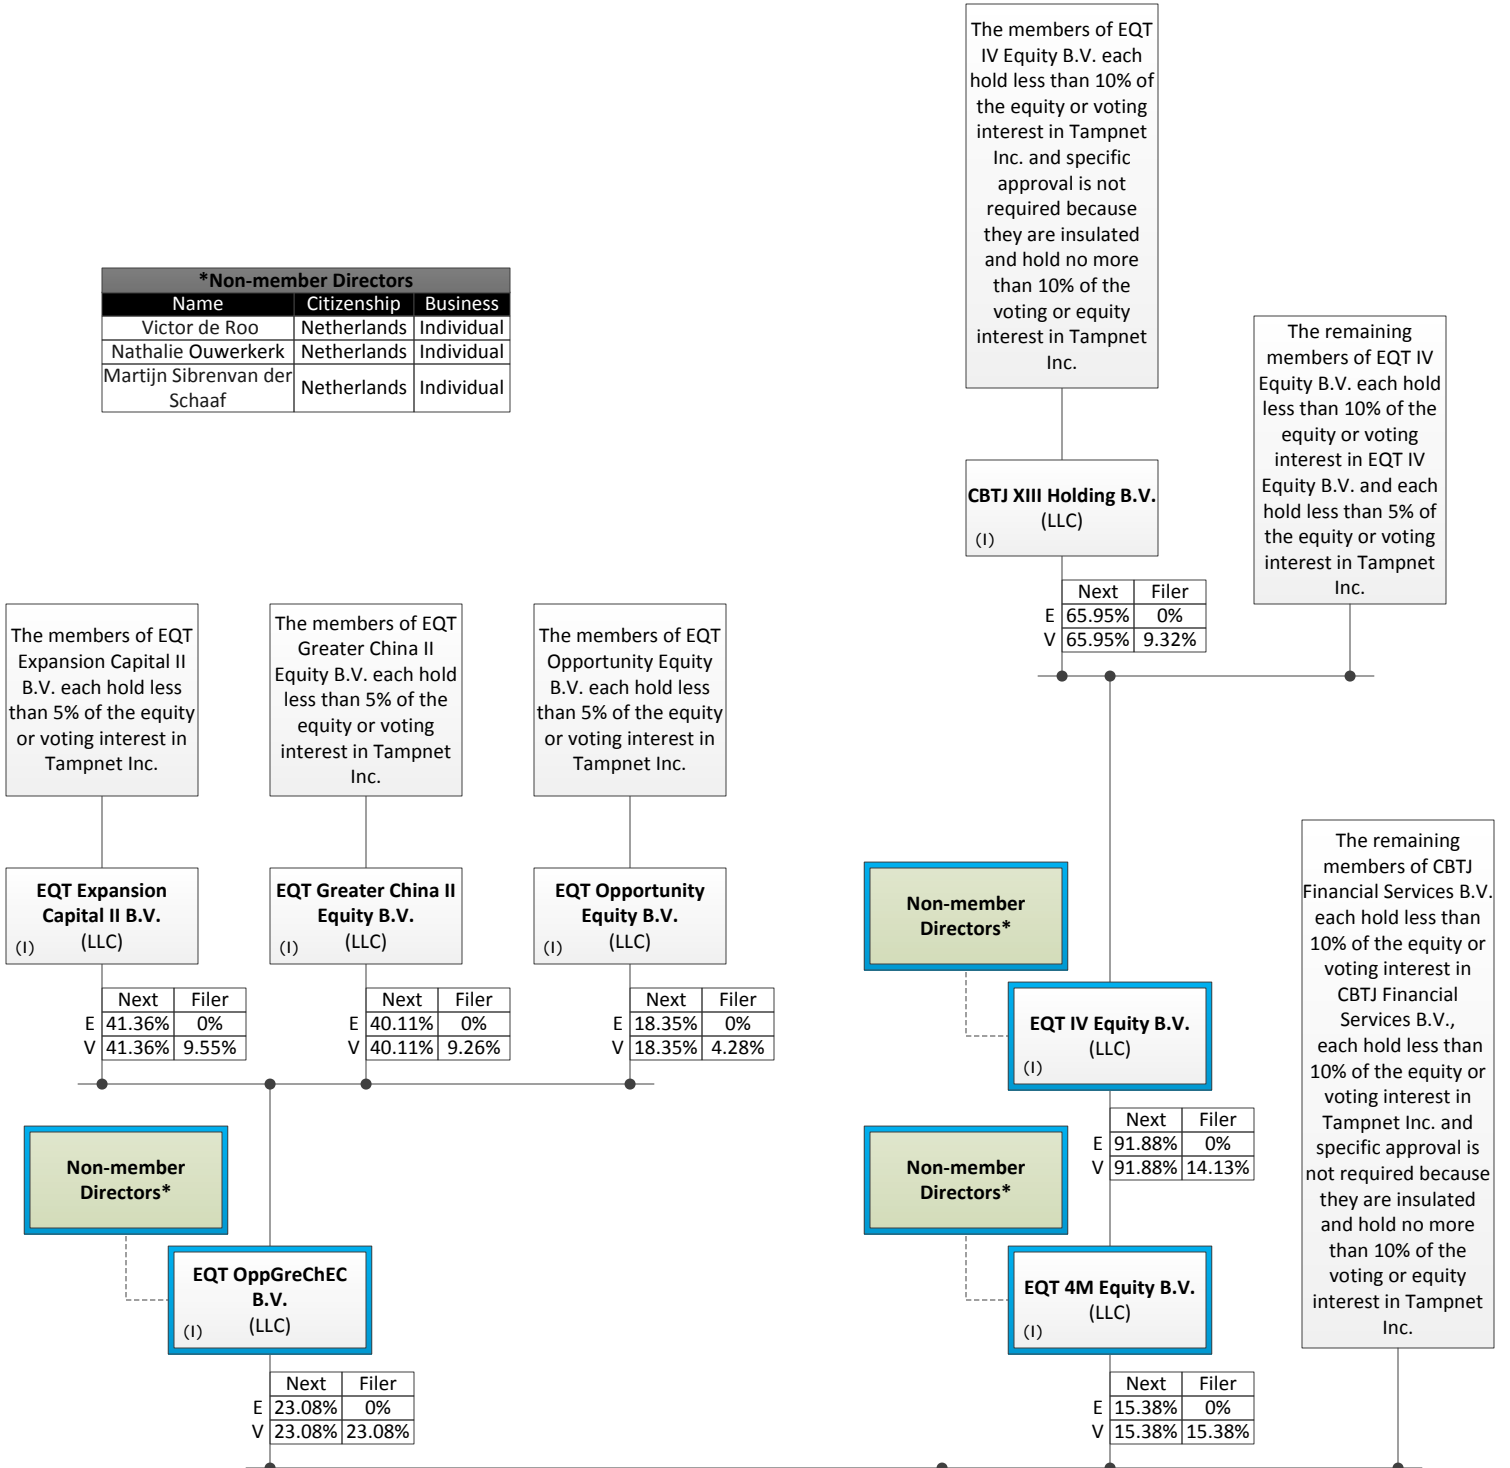 The members of EQT
IV Equity B.V. each
hold less than 10% of
the equity or voting
interest in Tampnet
Inc. and specific
approval is not
required because
they are insulated
and hold no more
than 10% of the
voting or equity
interest in Tampnet
Inc.
*Non-member Directors
Name Citizenship Business
Victor de Roo Netherlands Individual
Nathalie Ouwerkerk Netherlands Individual
Martijn Sibrenvan der
Schaaf Netherlands Individual
The remaining
members of EQT IV
Equity B.V. each hold
less than 10% of the
equity or voting
interest in EQT IV
Equity B.V. and each
hold less than 5% of
the equity or voting
interest in Tampnet
Inc.
CBTJ XIII Holding B.V.
(LLC)
(I)
Next Filer
E 65.95% 0%
V 65.95% 9.32%
The members of EQT
Expansion Capital II
B.V. each hold less
than 5% of the equity
or voting interest in
Tampnet Inc.
The members of EQT
Greater China II
Equity B.V. each hold
less than 5% of the
equity or voting
interest in Tampnet
Inc.
The members of EQT
Opportunity Equity
B.V. each hold less
than 5% of the equity
or voting interest in
Tampnet Inc.
EQT Expansion
Capital II B.V.
(LLC)
(I)
EQT Greater China II
Equity B.V.
(LLC)
(I)
EQT Opportunity
Equity B.V.
(LLC)
(I)
Next Filer
E 41.36% 0%
V 41.36% 9.55%
Next Filer
E 40.11% 0%
V 40.11% 9.26%
Next Filer
E 18.35% 0%
V 18.35% 4.28%
Non-member
Directors*
EQT IV Equity B.V.
(LLC)
(I)
Next Filer
E 91.88% 0%
V 91.88% 14.13%
The remaining
members of CBTJ
Financial Services B.V.
each hold less than
10% of the equity or
voting interest in
CBTJ Financial
Services B.V.,
each hold less than
10% of the equity or
voting interest in
Tampnet Inc. and
specific approval is
not required because
they are insulated
and hold no more
than 10% of the
voting or equity
interest in Tampnet
Inc.
Non-member
Directors*
EQT OppGreChEC
B.V.
(LLC)
(I)
Next Filer
E 23.08% 0%
V 23.08% 23.08%
Non-member
Directors*
EQT 4M Equity B.V.
(LLC)
(I)
Next Filer
E 15.38% 0%
V 15.38% 15.38%